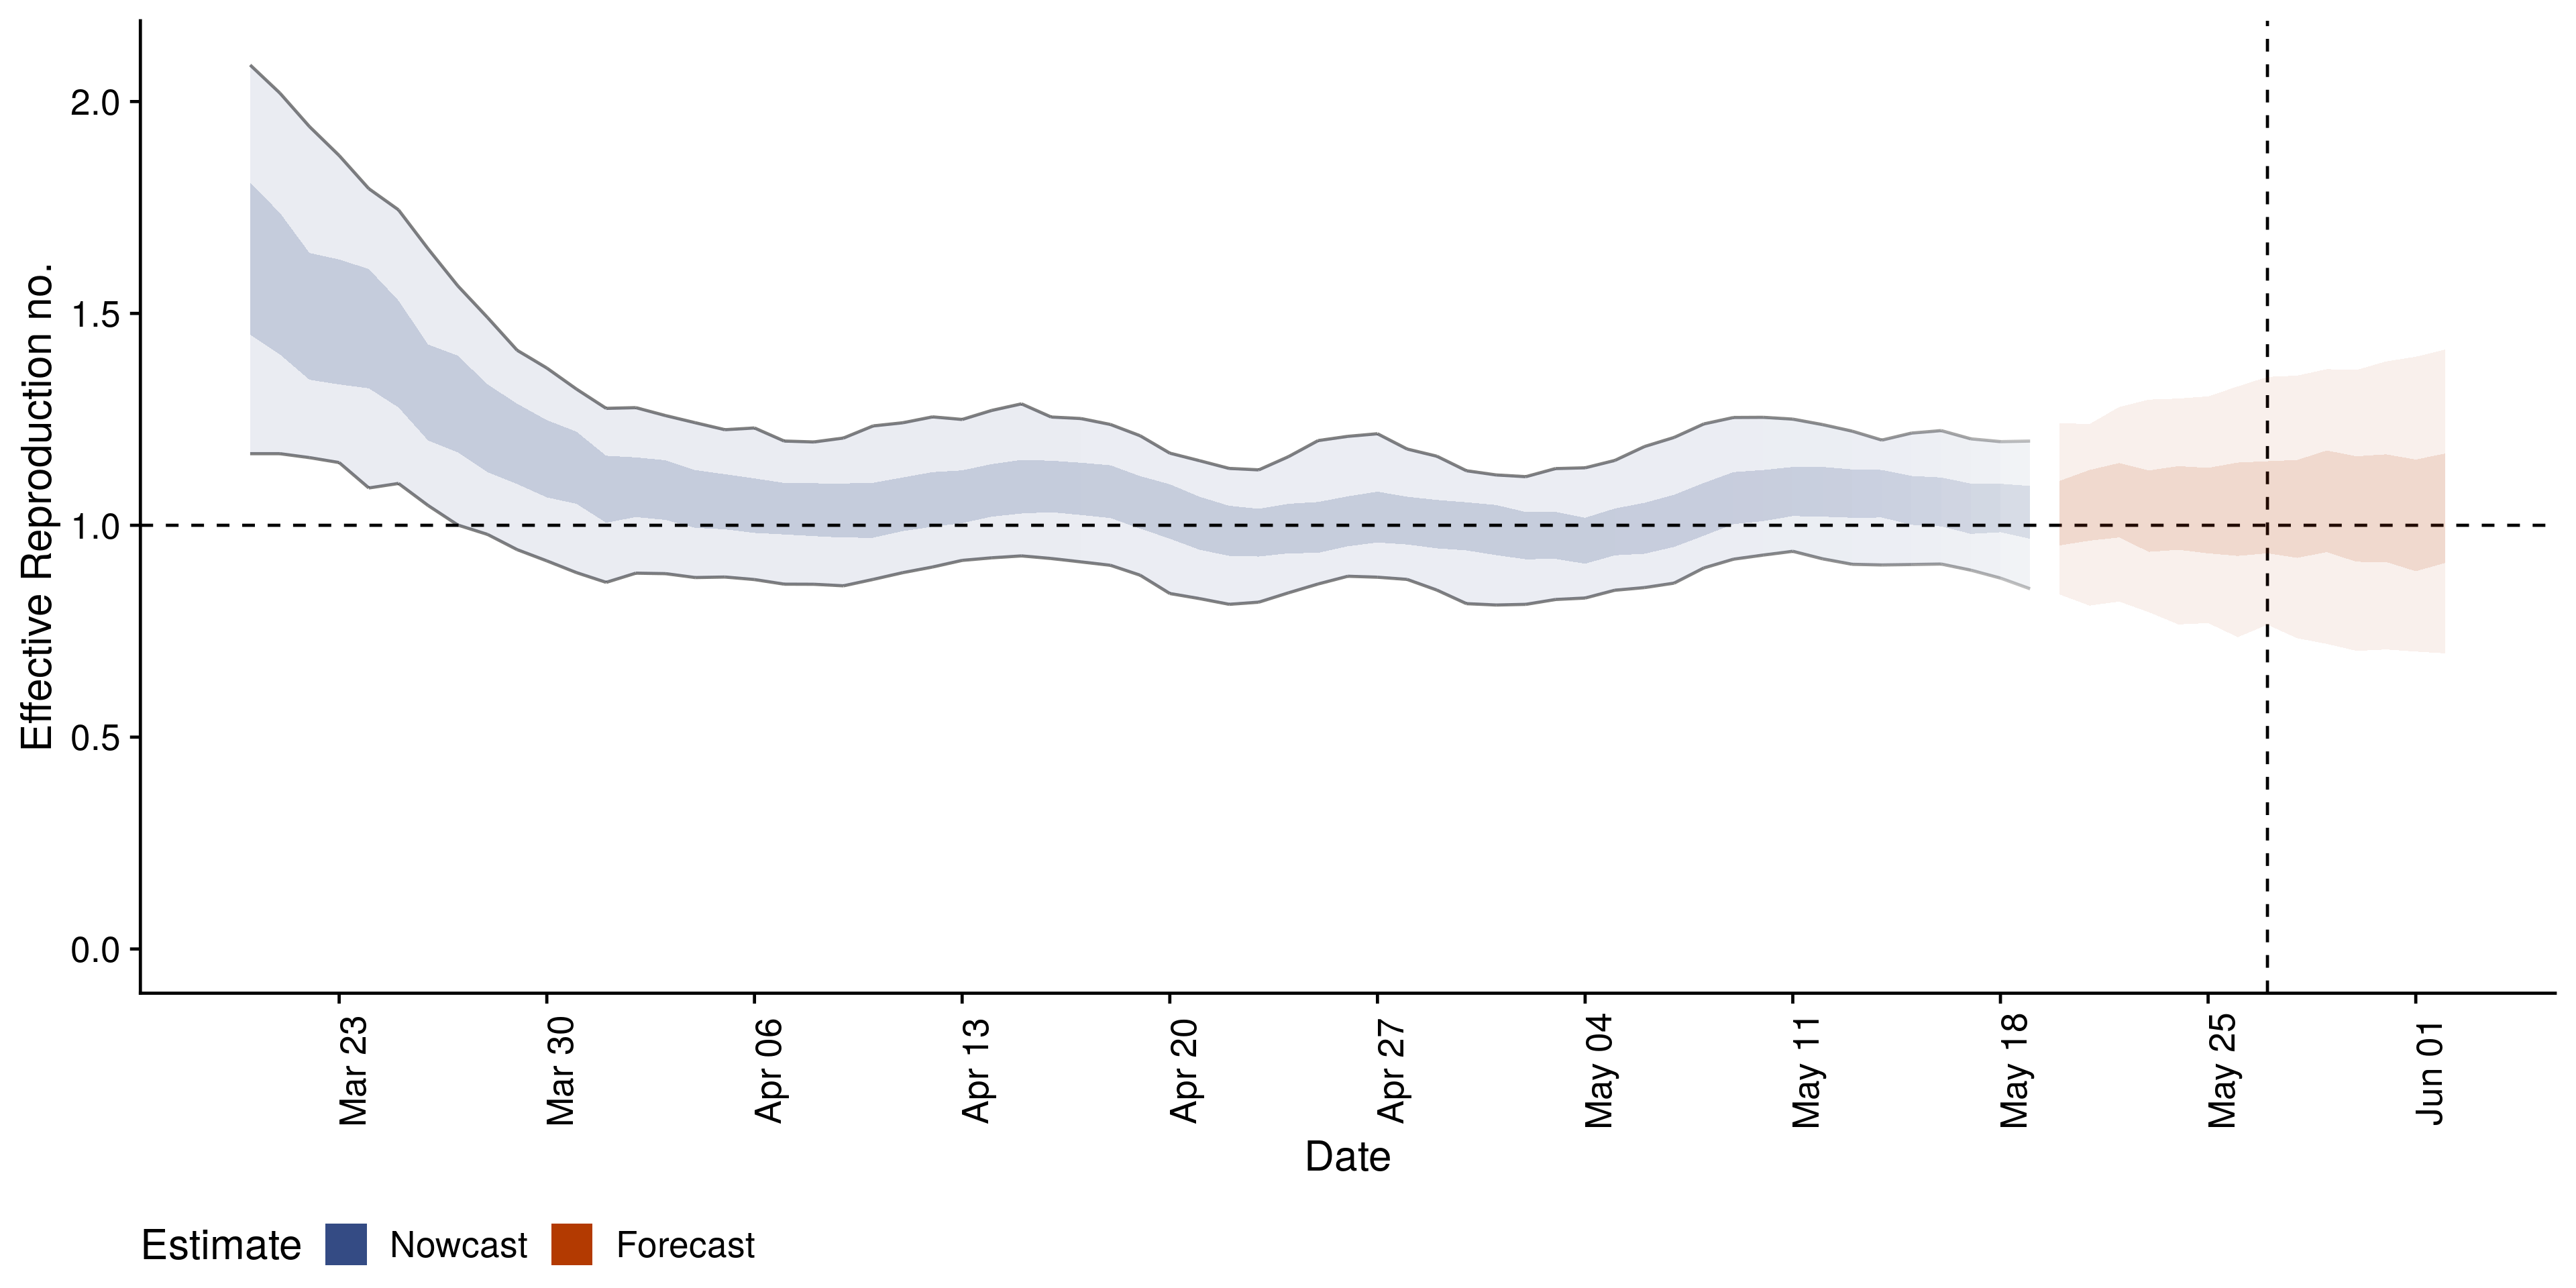 Effective Reproduction no.
2.0
1.5
1.0
0.5
0.0
Mar 23
Mar 30
Apr 06
Apr 13
Apr 20
Apr 27
May 04
May 11
May 18
May 25
Jun 01
Date
Estimate Nowcast Forecast